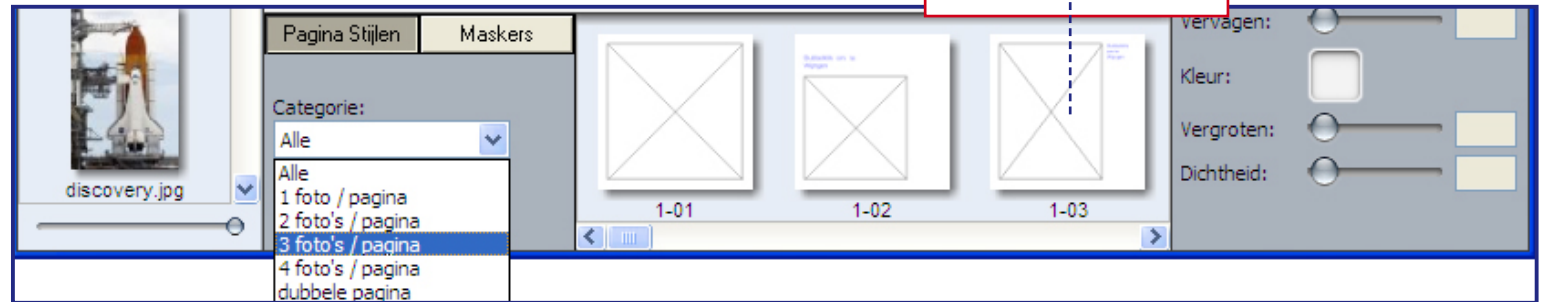 discovery.jpg
Pagina Stijlen
Maskers
Categorie:
Alle
Alle
1 foto / pagina
2 foto's / pagina
3 foto's / pagina
4 foto's / pagina
dubbele pagina
1-01
1-02
1-03
Vervagen:
Kleur:
Vergroten:
Dichtheid: